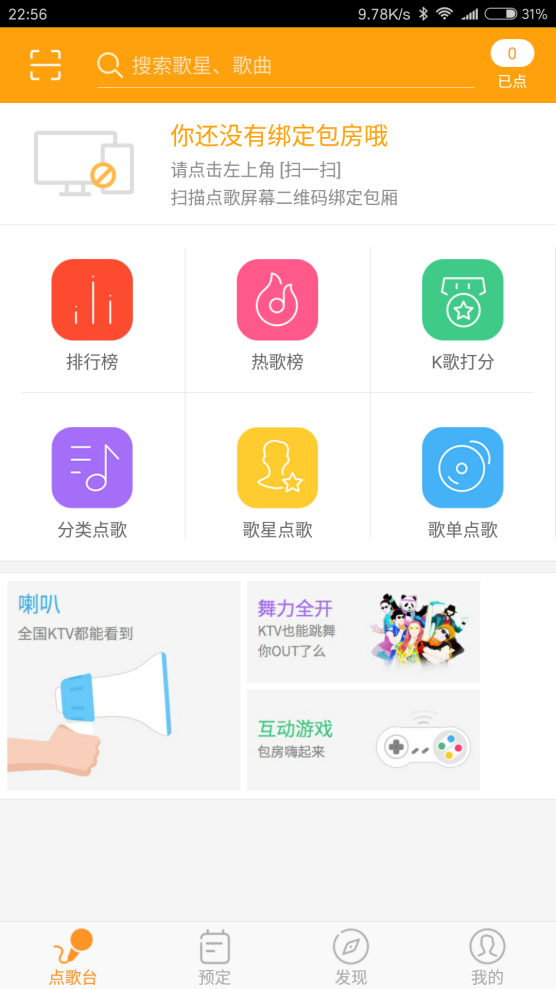 22:56
9.78K/s
31%
搜索歌星、歌曲
0
已点
你还没有绑定包房哦
请点击左上角 [扫一扫]
扫描点歌屏幕二维码绑定包厢
排行榜
热歌榜
K歌打分
分类点歌
歌星点歌
歌单点歌
喇叭
全国KTV都能看到
舞力全开
KTV也能跳舞
你OUT了么
互动游戏
包房嗨起来
点歌台
预定
发现
我的